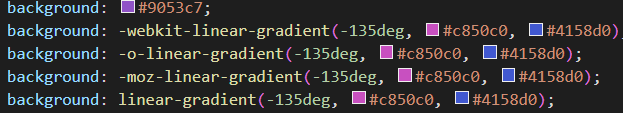 background: #9053c7;
background: -webkit-linear-gradient(-135deg, #c850c0, #4158d0)
background: -o-linear-gradient(-135deg, #c850c0, #4158d0);
background: -moz-linear-gradient(-135deg, #c850c0, #4158d0);
background: linear-gradient(-135deg, #c850c0, #4158d0);